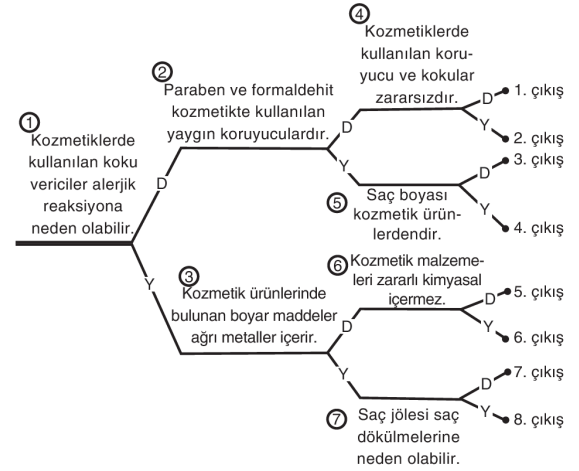 1
Kozmetiklerde
kullanılan koku
vericiler alerjik
reaksiyona
neden olabilir.
D
Y
2
Paraben ve formaldehit
kozmetikte kullanılan
yaygın koruyuculardır.
D
Y
3
Kozmetik ürünlerinde
bulunan boyar maddeler
ağrı metaller içerir.
D
Y
4
Kozmetiklerde
kullanılan koru-
yucu ve kokular
zararsızdır.
D
1. çıkış
Y
2. çıkış
5
Saç boyası
kozmetik ürün-
lerdendir.
D
3. çıkış
Y
4. çıkış
6
Kozmetik malzeme-
leri zararlı kimyasal
içermez.
D
5. çıkış
Y
6. çıkış
7
Saç jölesi saç
dökülmelerine
neden olabilir.
D
7. çıkış
Y
8. çıkış